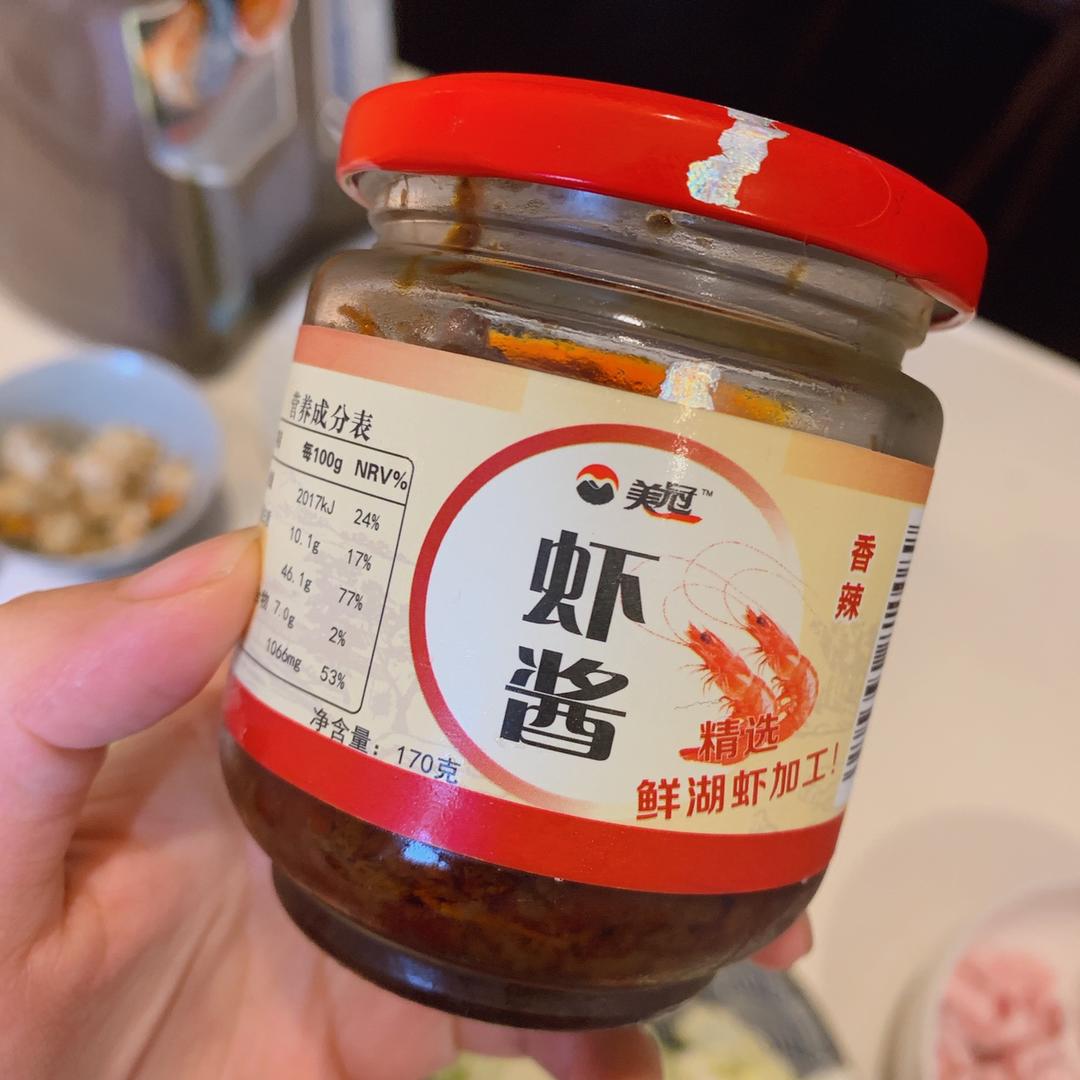 营养成分表
每100g NRV%
2017kJ 24%
10.1g 17%
46.1g 77%
物 7.0g 2%
1066mg 53%
净含量：170克
美冠™
虾
酱
精选
鲜湖虾加工！
香
辣